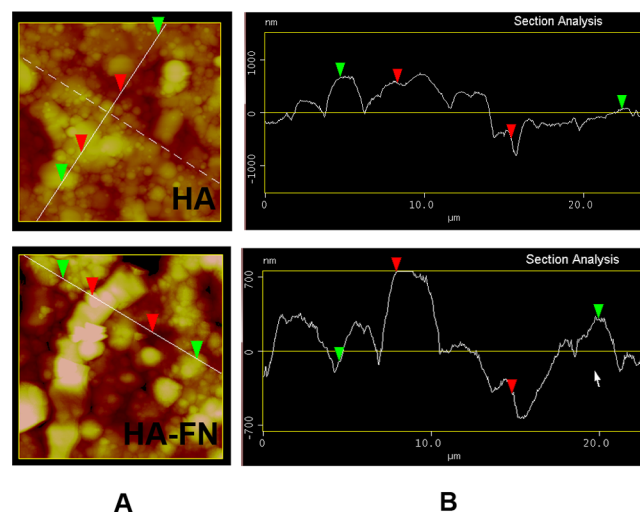 HA
nm
Section Analysis
1000
0
-1000
10.0
20.0
µm
HA-FN
nm
Section Analysis
700
0
-700
0
10.0
20.0
µm
A
B